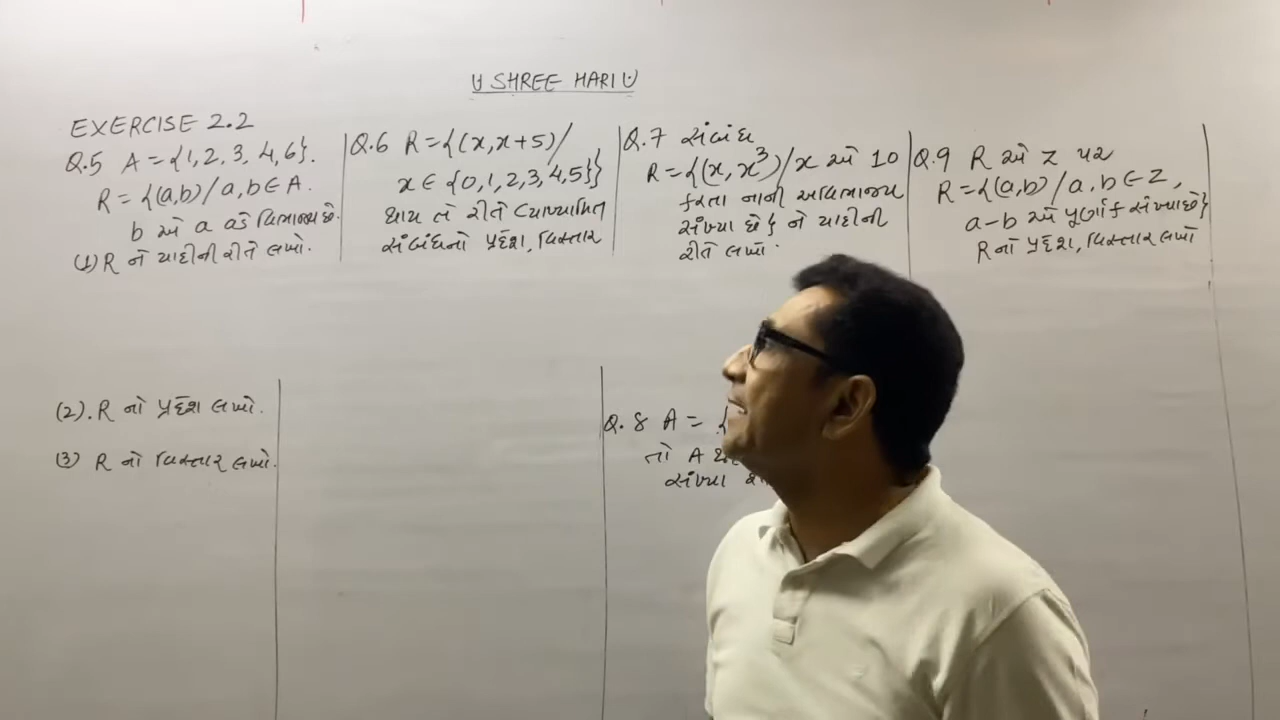 U SHREE HARI U
EXERCISE 2.2
Q.5 A = {1, 2, 3, 4, 6}.
R = {(a,b) / a, b ∈ A.
b એ a વડે વિભાજ્ય છે.
(1) R ને યાદીની રીતે લખો.
(2). R નો પ્રદેશ લખો.
(3) R નો વિસ્તાર લખો.
Q.6 R = {(x, x+5) /
x ∈ {0, 1, 2, 3, 4, 5}}
થાય તે રીતે વ્યાખ્યાયિત
સંબંધનો પ્રદેશ, વિસ્તાર
Q.7 સંબંધ
R = {(x, x³) / x એ 10
કરતા નાની અવિભાજ્ય
સંખ્યા છે} ને યાદીની
રીતે લખો.
Q.8 A = {
તો A
સંખ્યા
Q.9 R એ Z પર
R = {(a,b) / a, b ∈ Z,
a-b એ પૂર્ણાંક સંખ્યા છે}
R નો પ્રદેશ, વિસ્તાર લખો